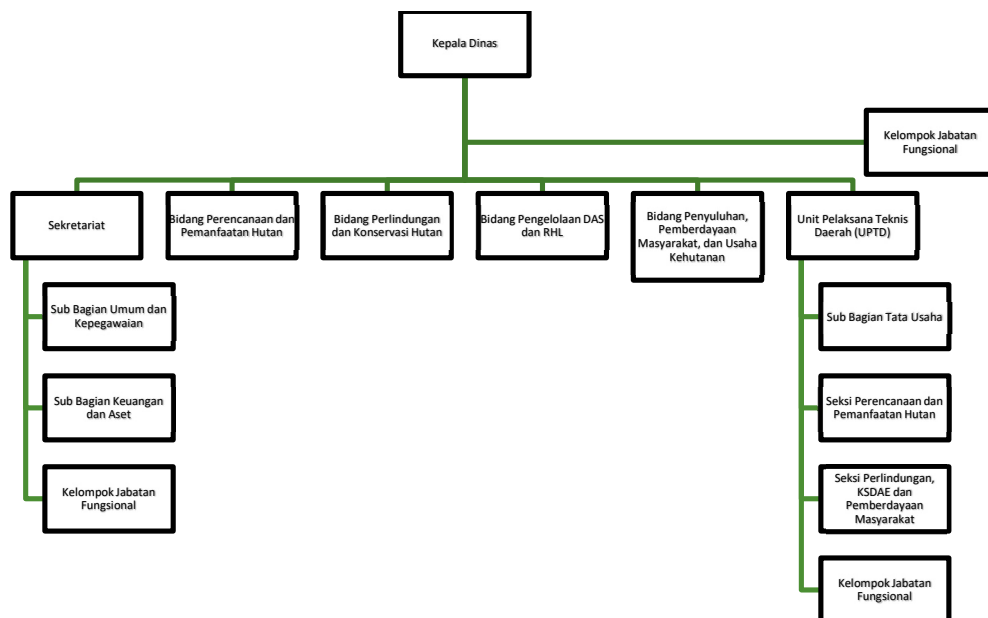 Kepala Dinas
Kelompok Jabatan
Fungsional
Sekretariat
Bidang Perencanaan dan
Pemanfaatan Hutan
Bidang Perlindungan
dan Konservasi Hutan
Bidang Pengelolaan DAS
dan RHL
Bidang Penyuluhan,
Pemberdayaan
Masyarakat, dan Usaha
Kehutanan
Unit Pelaksana Teknis
Daerah (UPTD)
Sub Bagian Umum dan
Kepegawaian
Sub Bagian Keuangan
dan Aset
Kelompok Jabatan
Fungsional
Sub Bagian Tata Usaha
Seksi Perencanaan dan
Pemanfaatan Hutan
Seksi Perlindungan,
KSDAE dan
Pemberdayaan
Masyarakat
Kelompok Jabatan
Fungsional